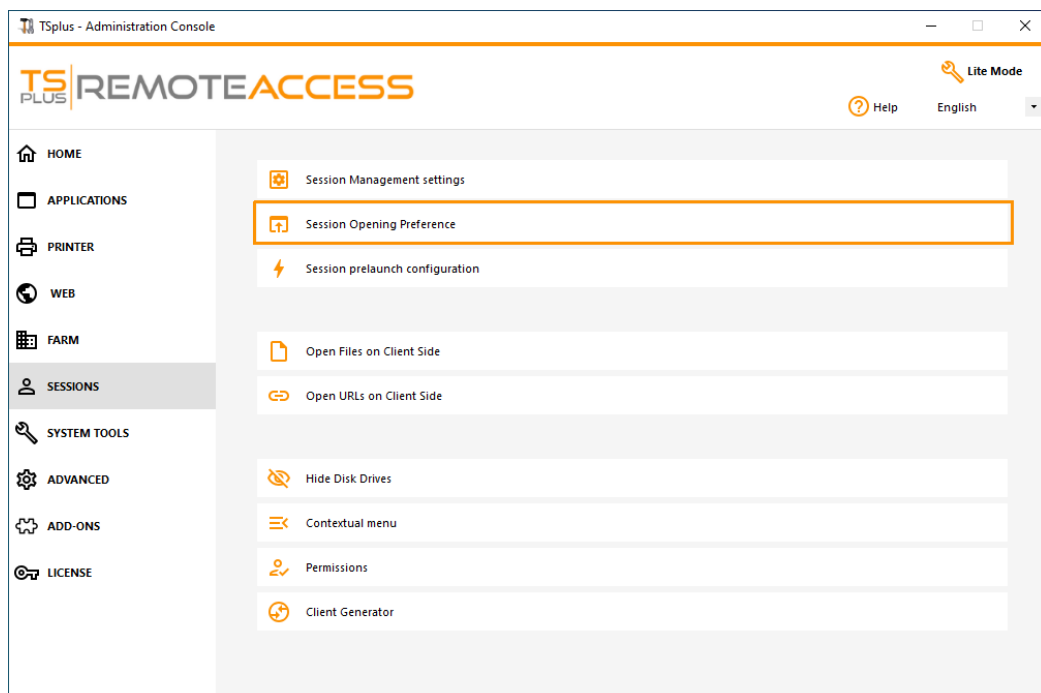 TSplus - Administration Console
TS PLUS REMOTEACCESS
Lite Mode
Help
English
HOME
APPLICATIONS
PRINTER
WEB
FARM
SESSIONS
SYSTEM TOOLS
ADVANCED
ADD-ONS
LICENSE
Session Management settings
Session Opening Preference
Session prelaunch configuration
Open Files on Client Side
Open URLs on Client Side
Hide Disk Drives
Contextual menu
Permissions
Client Generator